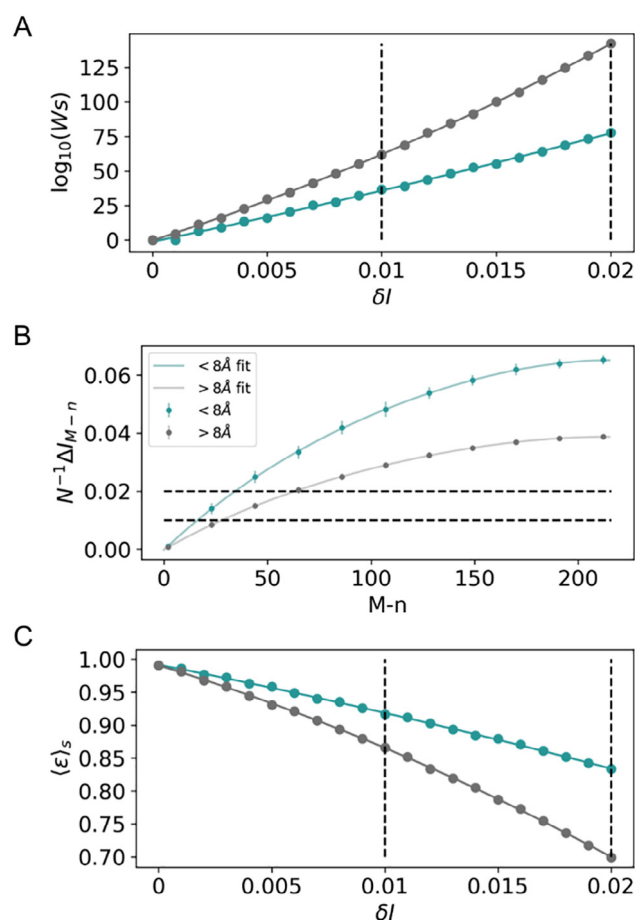 A
log₁₀(Ws)
125
100
75
50
25
0
0 0.005 0.01 0.015 0.02
δI
B
N⁻¹ΔI_{M−n}
0.06
0.04
0.02
0.00
< 8Å fit
> 8Å fit
< 8Å
> 8Å
0 50 100 150 200
M-n
C
⟨ε⟩ₛ
1.00
0.95
0.90
0.85
0.80
0.75
0.70
0 0.005 0.01 0.015 0.02
δI